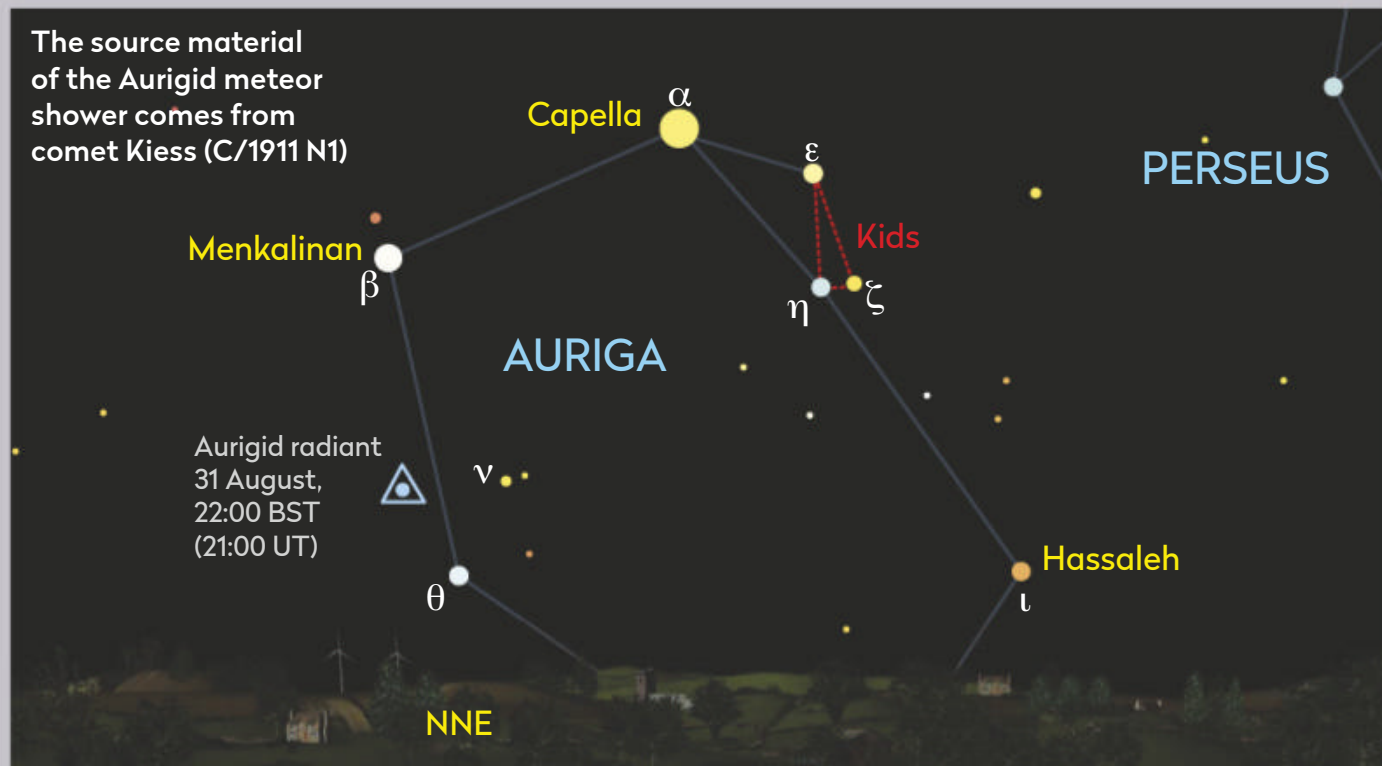 The source material
of the Aurigid meteor
shower comes from
comet Kiess (C/1911 N1)
α
Capella
ε
PERSEUS
Kids
Menkalinan
β
η
ζ
AURIGA
Aurigid radiant
31 August,
22:00 BST
(21:00 UT)
ν
Hassaleh
θ
ι
NNE